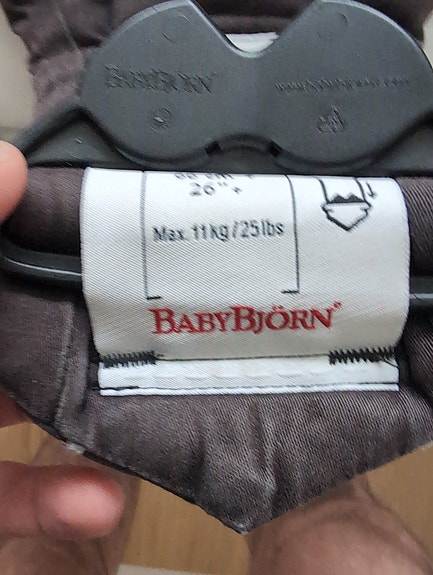 BABYBJÖRN
26" +
Max. 11kg/25lbs
BABYBJÖRN®